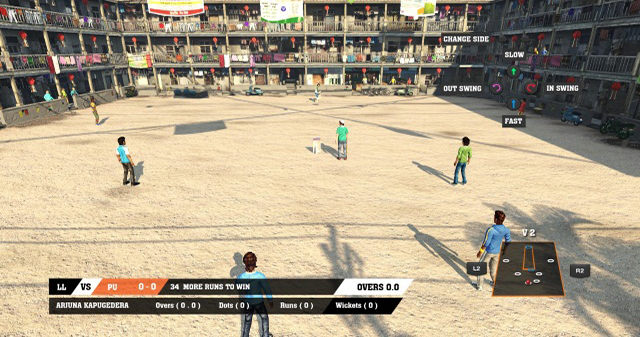 CHANGE SIDE
SLOW
OUT SWING
IN SWING
FAST
V 2
L2
R2
LL VS PU 0 - 0 34 MORE RUNS TO WIN OVERS 0.0
ARJUNA KAPUGEDERA Overs ( 0 . 0 ) Dots ( 0 ) Runs ( 0 ) Wickets ( 0 )